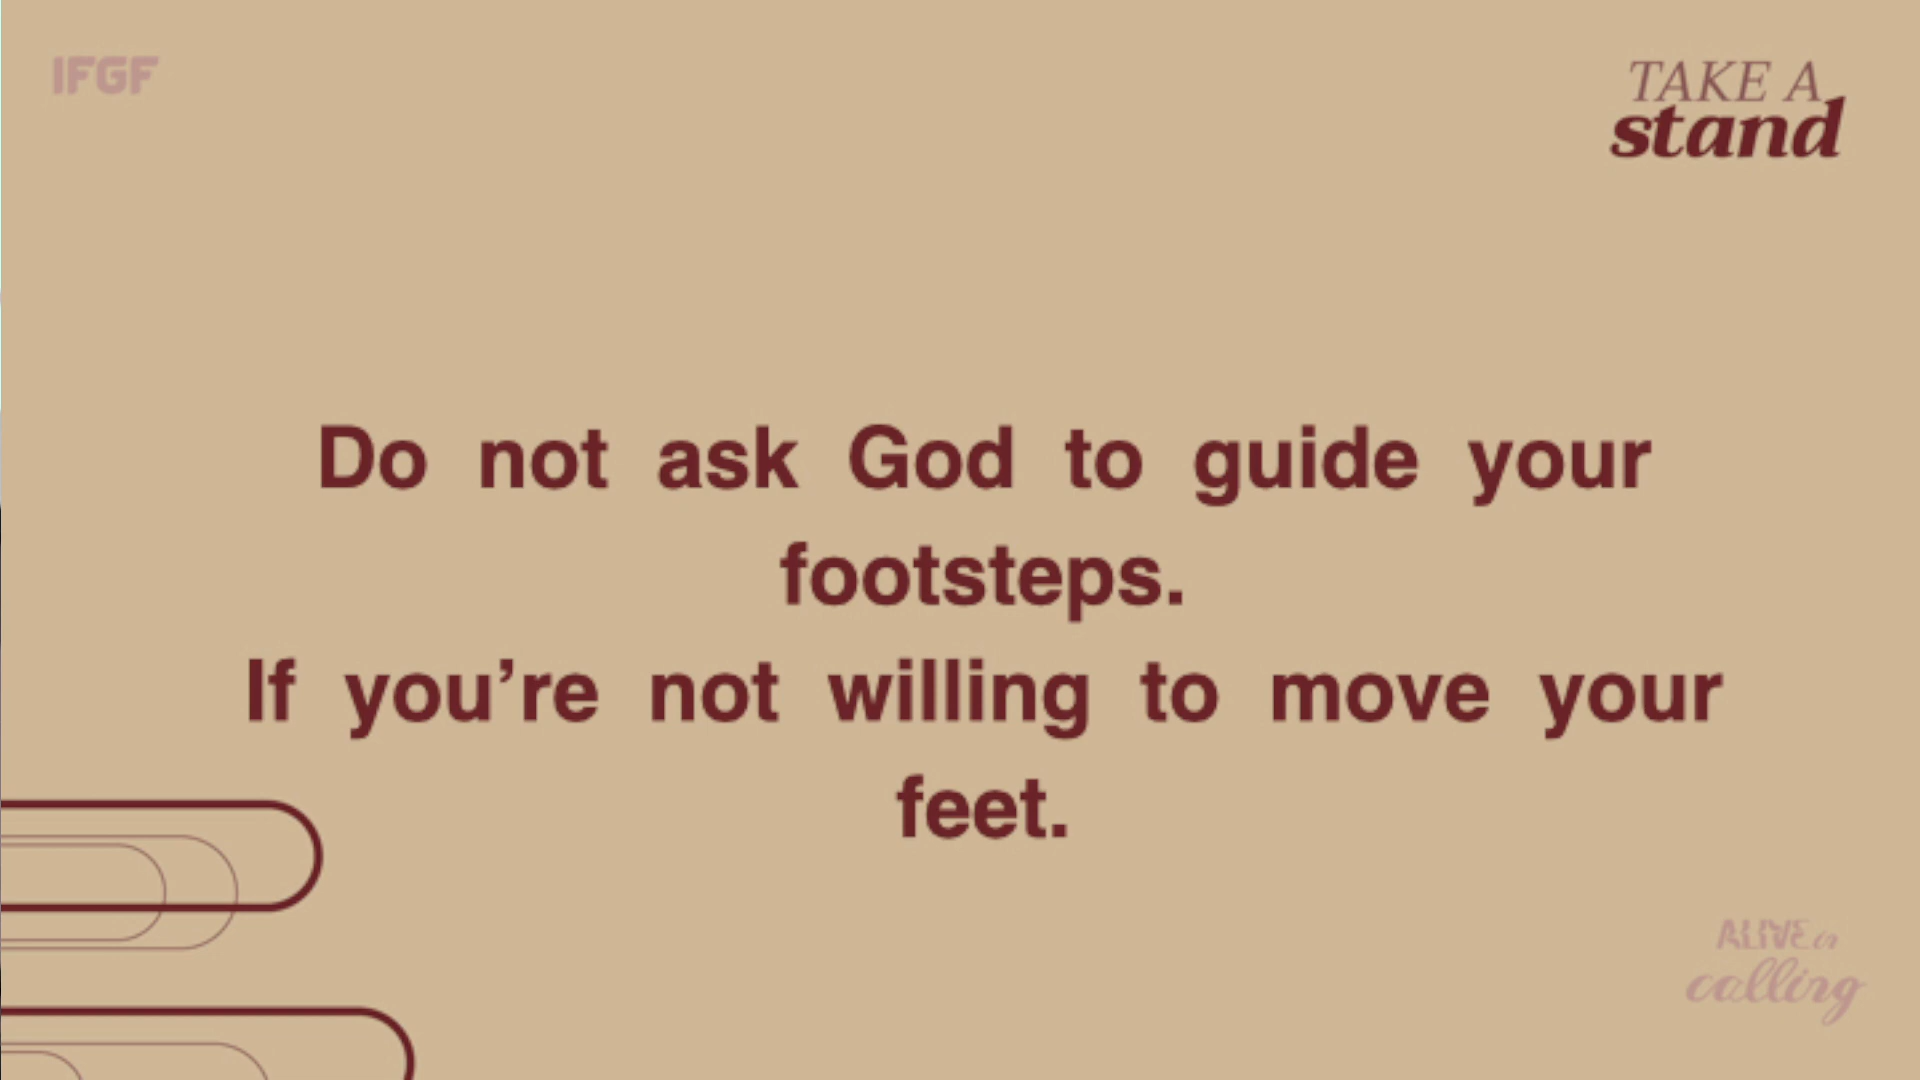 IFGF
TAKE A
stand
Do not ask God to guide your
footsteps.
If you’re not willing to move your
feet.
ALIVE in
calling